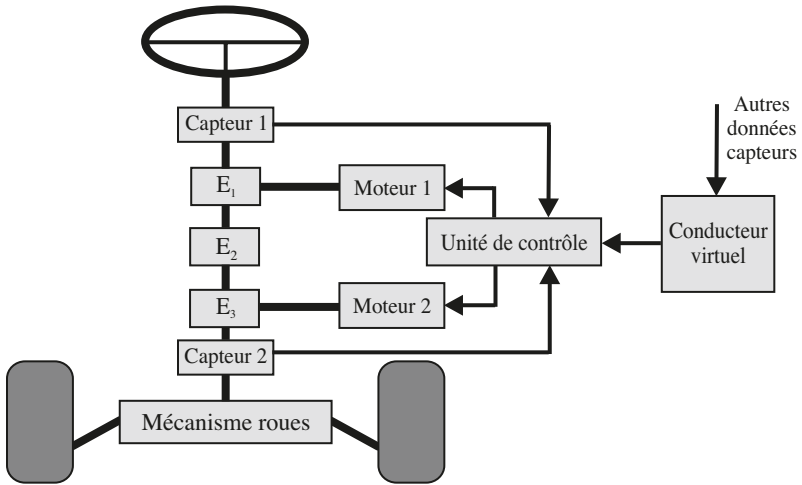 Capteur 1
Autres
données
capteurs
E₁
Moteur 1
Unité de contrôle
Conducteur
virtuel
E₂
E₃
Moteur 2
Capteur 2
Mécanisme roues